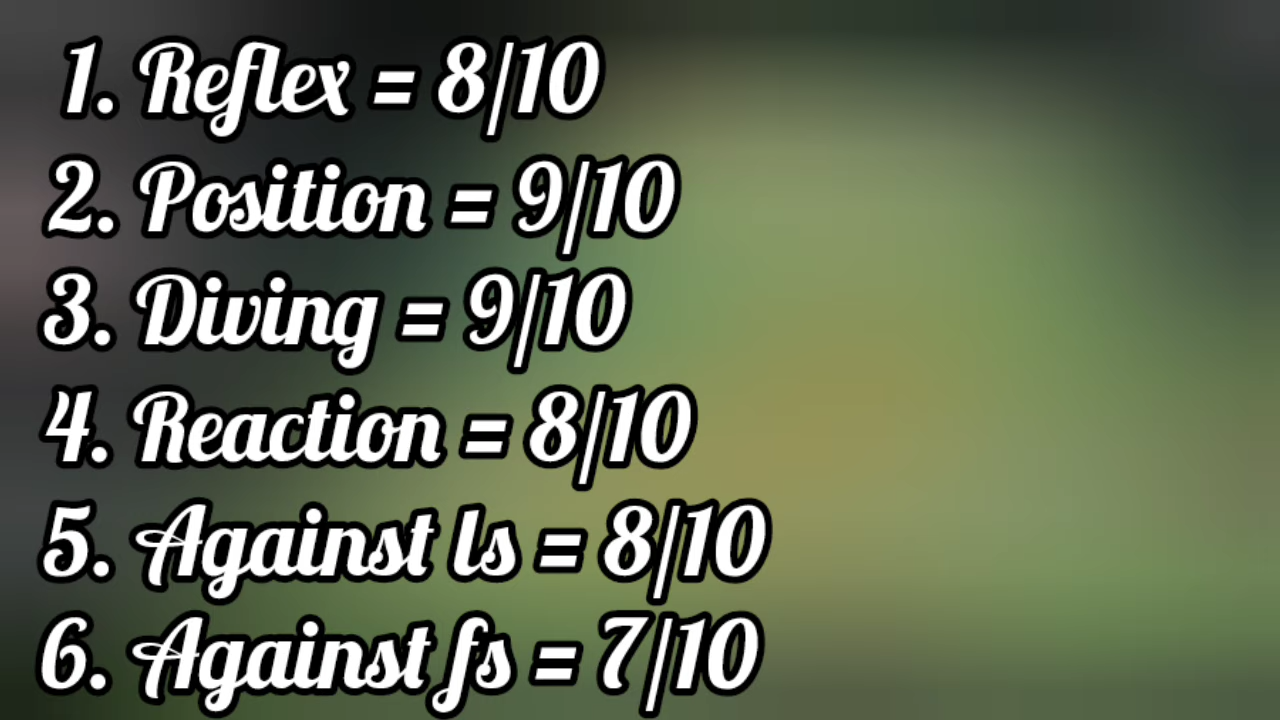 1. Reflex = 8/10
2. Position = 9/10
3. Diving = 9/10
4. Reaction = 8/10
5. Against ls = 8/10
6. Against fs = 7/10